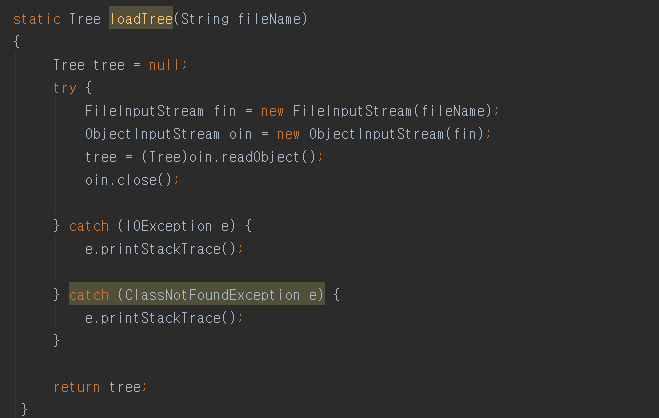 static Tree loadTree(String fileName)
{
Tree tree = null;
try {
FileInputStream fin = new FileInputStream(fileName);
ObjectInputStream oin = new ObjectInputStream(fin);
tree = (Tree)oin.readObject();
oin.close();
} catch (IOException e) {
e.printStackTrace();
} catch (ClassNotFoundException e) {
e.printStackTrace();
}
return tree;
}